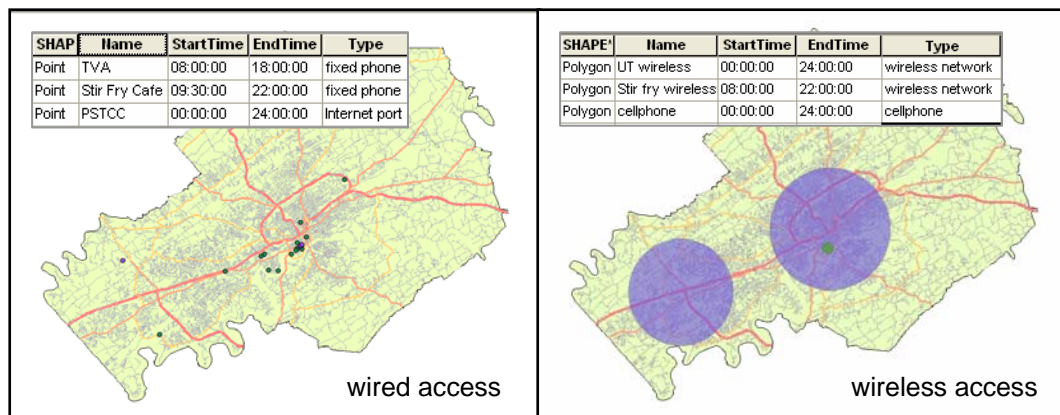 SHAP Name StartTime EndTime Type
Point TVA 08:00:00 18:00:00 fixed phone
Point Stir Fry Cafe 09:30:00 22:00:00 fixed phone
Point PSTCC 00:00:00 24:00:00 Internet port
wired access
SHAPE* Name StartTime EndTime Type
Polygon UT wireless 00:00:00 24:00:00 wireless network
Polygon Stir fry wireless 08:00:00 22:00:00 wireless network
Polygon cellphone 00:00:00 24:00:00 cellphone
wireless access